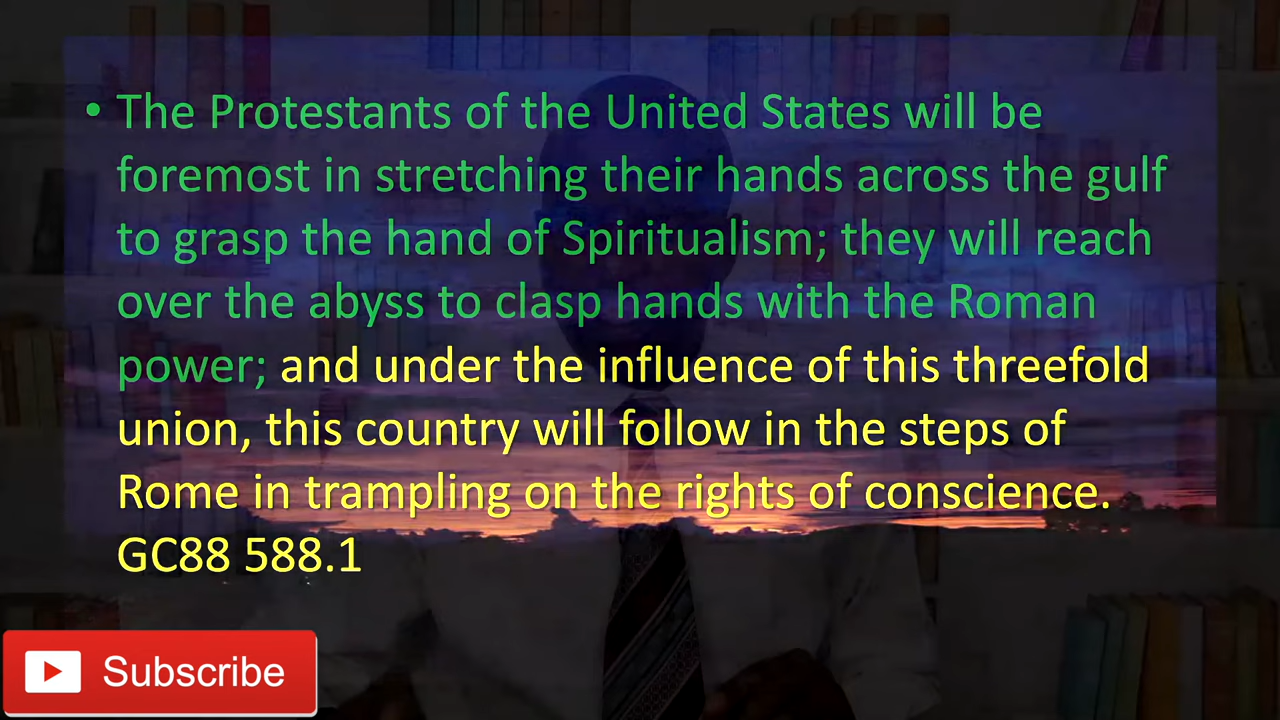 • The Protestants of the United States will be
foremost in stretching their hands across the gulf
to grasp the hand of Spiritualism; they will reach
over the abyss to clasp hands with the Roman
power; and under the influence of this threefold
union, this country will follow in the steps of
Rome in trampling on the rights of conscience.
GC88 588.1
Subscribe